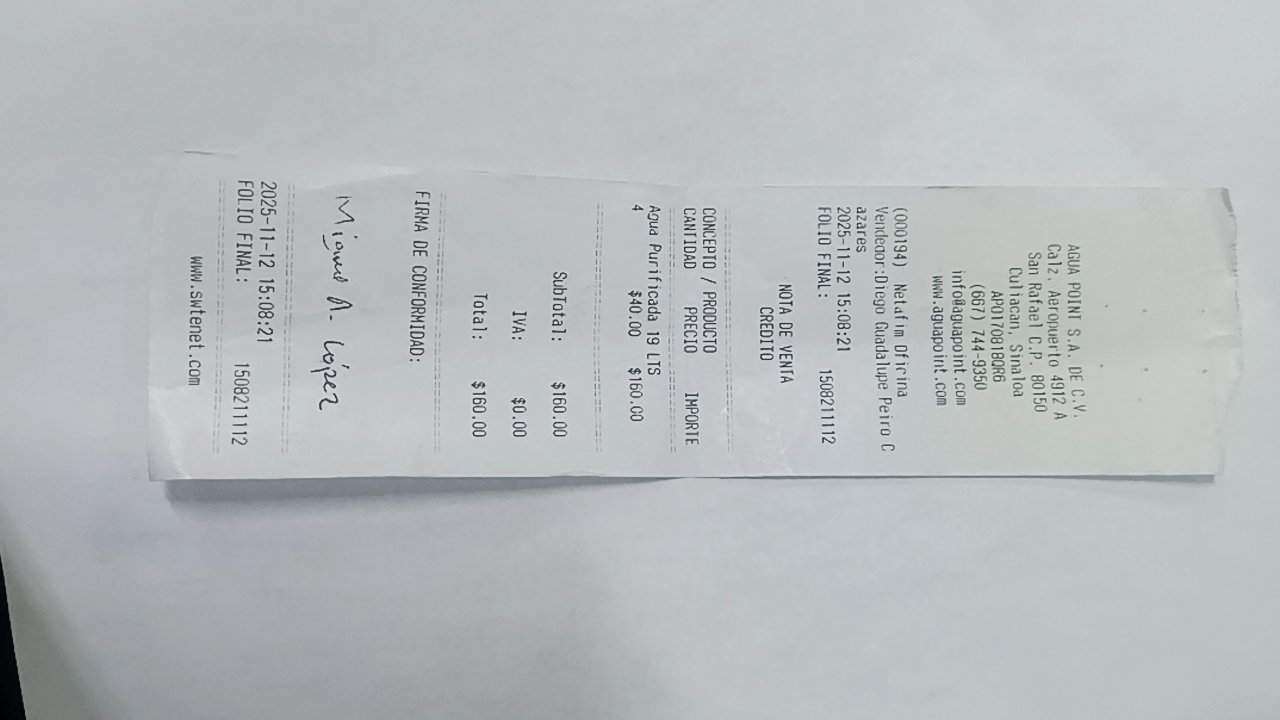 AGUA POINT S.A. DE C.V.
Calz. Aeropuerto 4912 A
San Rafael C.P. 80150
Culiacan, Sinaloa
APO170818QR6
(667) 744-9350
info@aguapoint.com
www.aguapoint.com
(000194) Netafim Oficina
Vendedor:Diego Guadalupe Peiro C
azares
2025-11-12 15:08:21
FOLIO FINAL: 1508211112
NOTA DE VENTA
CREDITO
CONCEPTO / PRODUCTO
CANTIDAD PRECIO IMPORTE
Agua Purificada 19 LTS
4 $40.00 $160.00
SubTotal: $160.00
IVA: $0.00
Total: $160.00
FIRMA DE CONFORMIDAD:
Miguel A. López
2025-11-12 15:08:21
FOLIO FINAL: 1508211112
www.swtenet.com